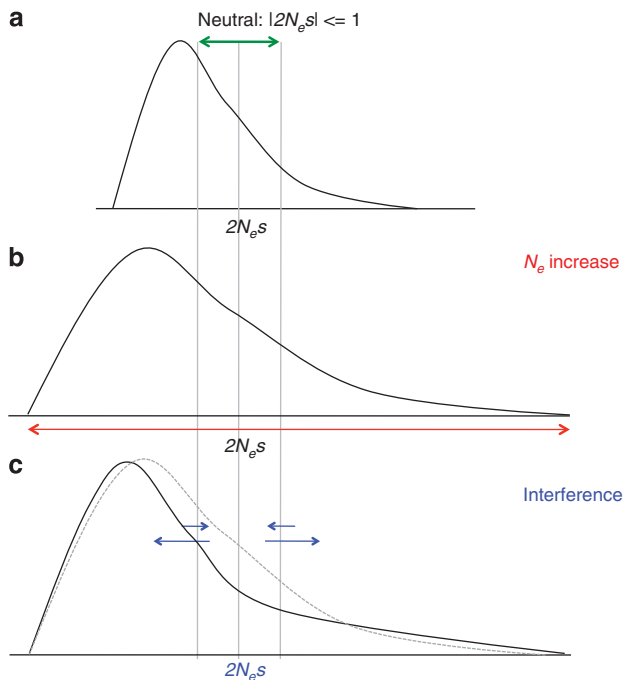 a
Neutral: |2Nₑs| <= 1
2Nₑs
b
Nₑ increase
2Nₑs
c
Interference
2Nₑs